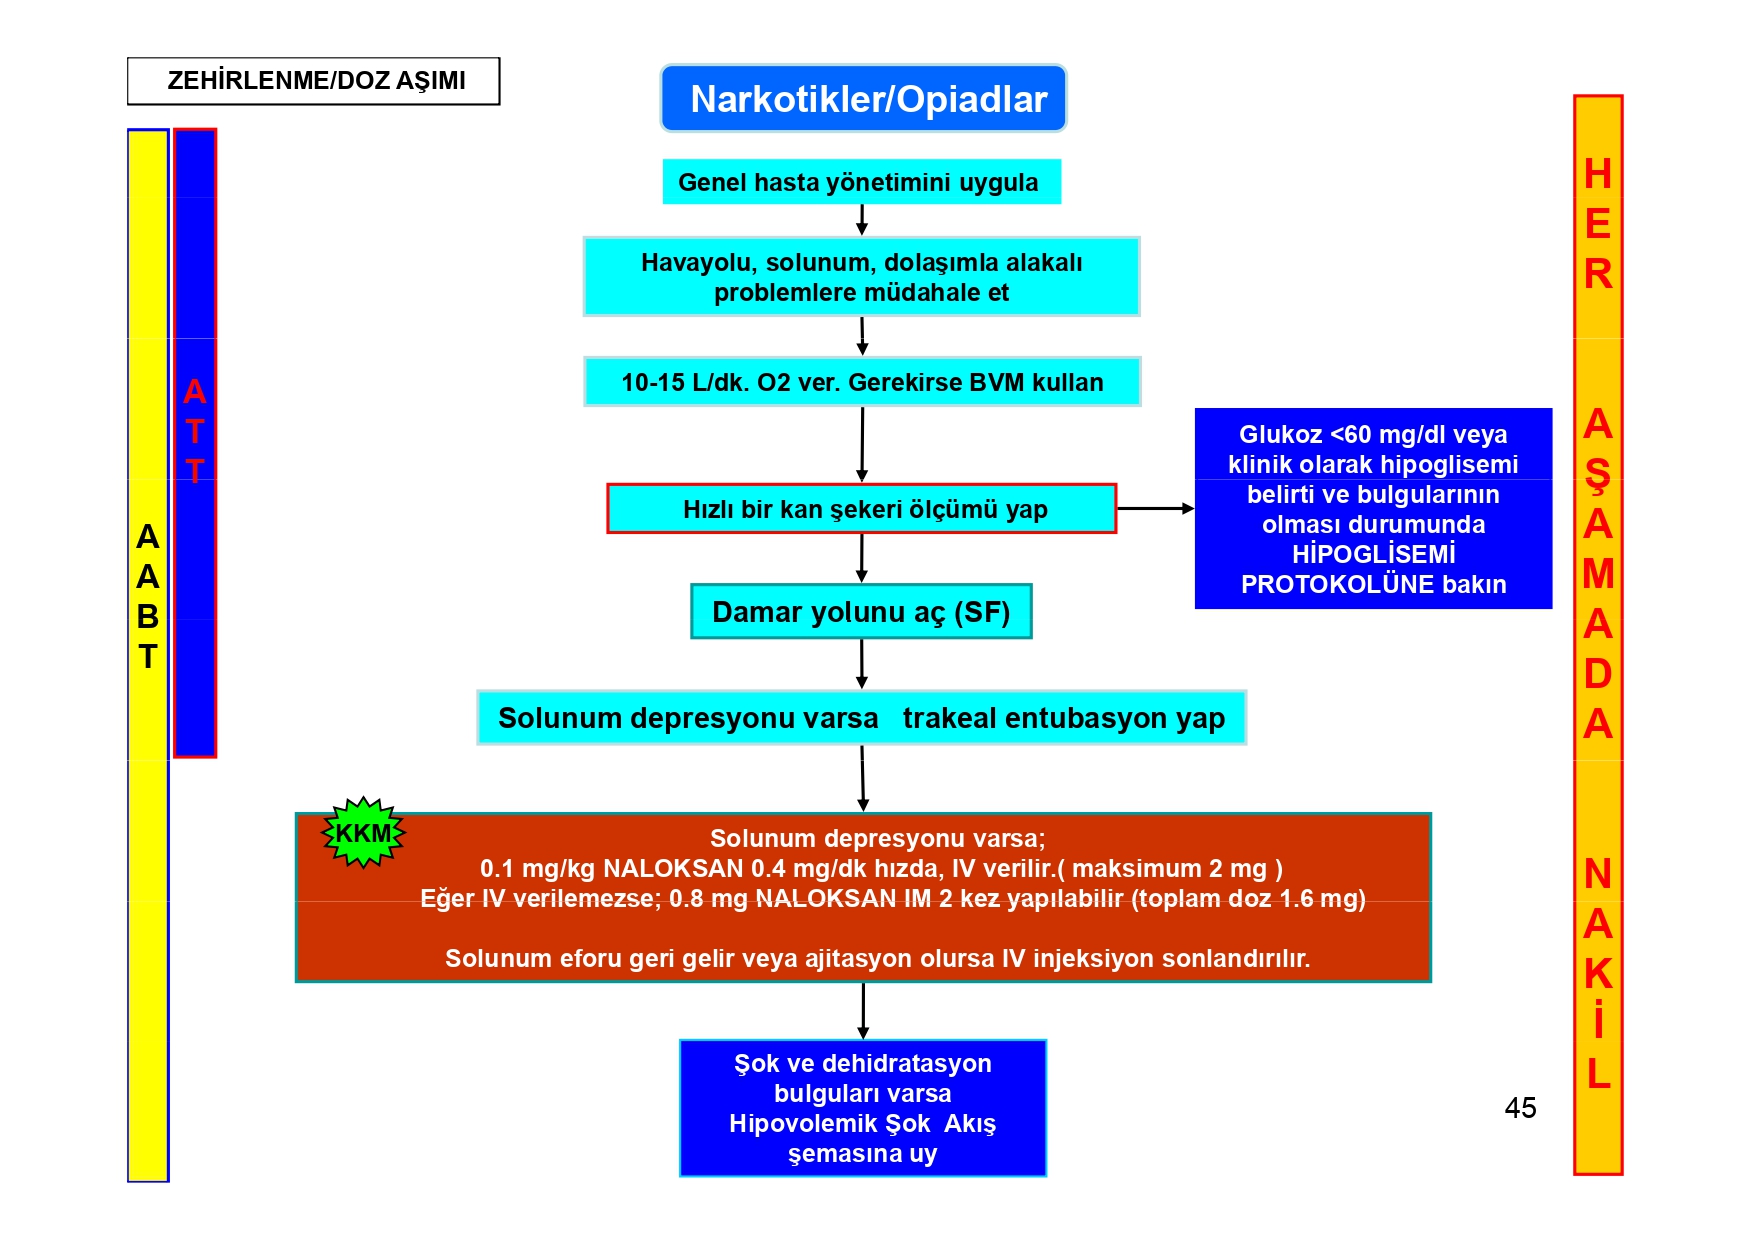 ZEHİRLENME/DOZ AŞIMI
Narkotikler/Opiadlar
Genel hasta yönetimini uygula
Havayolu, solunum, dolaşımla alakalı
problemlere müdahale et
10-15 L/dk. O2 ver. Gerekirse BVM kullan
Hızlı bir kan şekeri ölçümü yap
Glukoz <60 mg/dl veya
klinik olarak hipoglisemi
belirti ve bulgularının
olması durumunda
HİPOGLİSEMİ
PROTOKOLÜNE bakın
Damar yolunu aç (SF)
Solunum depresyonu varsa   trakeal entubasyon yap
KKM
Solunum depresyonu varsa;
0.1 mg/kg NALOKSAN 0.4 mg/dk hızda, IV verilir.( maksimum 2 mg )
Eğer IV verilemezse; 0.8 mg NALOKSAN IM 2 kez yapılabilir (toplam doz 1.6 mg)
Solunum eforu geri gelir veya ajitasyon olursa IV injeksiyon sonlandırılır.
Şok ve dehidratasyon
bulguları varsa
Hipovolemik Şok  Akış
şemasına uy
AABT
ATT
HER AŞAMADA NAKİL
45